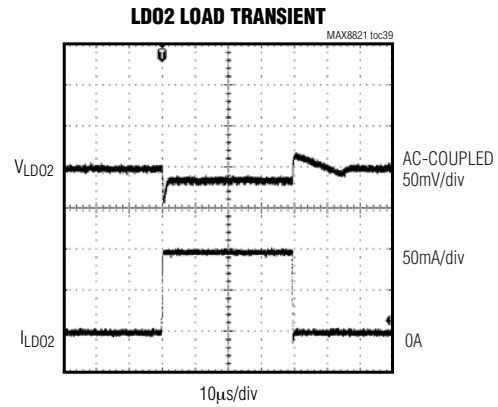 LDO2 LOAD TRANSIENT
MAX8821 toc39
T
VLDO2
AC-COUPLED
50mV/div
50mA/div
ILDO2
0A
10μs/div